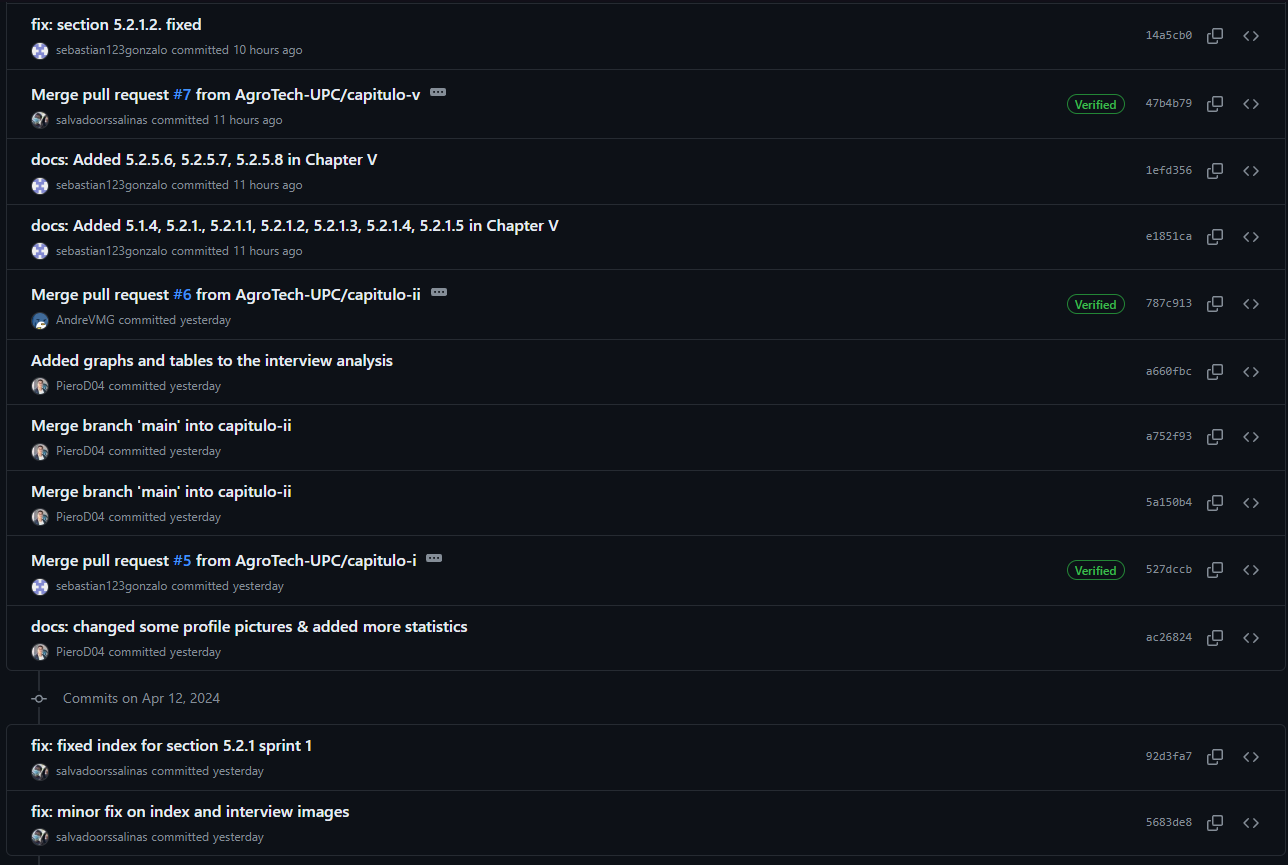 fix: section 5.2.1.2. fixed
sebastian123gonzalo committed 10 hours ago
14a5cb0
Merge pull request #7 from AgroTech-UPC/capitulo-v
salvadoorssalinas committed 11 hours ago
Verified
47b4b79
docs: Added 5.2.5.6, 5.2.5.7, 5.2.5.8 in Chapter V
sebastian123gonzalo committed 11 hours ago
1efd356
docs: Added 5.1.4, 5.2.1., 5.2.1.1, 5.2.1.2, 5.2.1.3, 5.2.1.4, 5.2.1.5 in Chapter V
sebastian123gonzalo committed 11 hours ago
e1851ca
Merge pull request #6 from AgroTech-UPC/capitulo-ii
AndreVMG committed yesterday
Verified
787c913
Added graphs and tables to the interview analysis
PieroD04 committed yesterday
a660fbc
Merge branch 'main' into capitulo-ii
PieroD04 committed yesterday
a752f93
Merge branch 'main' into capitulo-ii
PieroD04 committed yesterday
5a150b4
Merge pull request #5 from AgroTech-UPC/capitulo-i
sebastian123gonzalo committed yesterday
Verified
527dccb
docs: changed some profile pictures & added more statistics
PieroD04 committed yesterday
ac26824
Commits on Apr 12, 2024
fix: fixed index for section 5.2.1 sprint 1
salvadoorssalinas committed yesterday
92d3fa7
fix: minor fix on index and interview images
salvadoorssalinas committed yesterday
5683de8